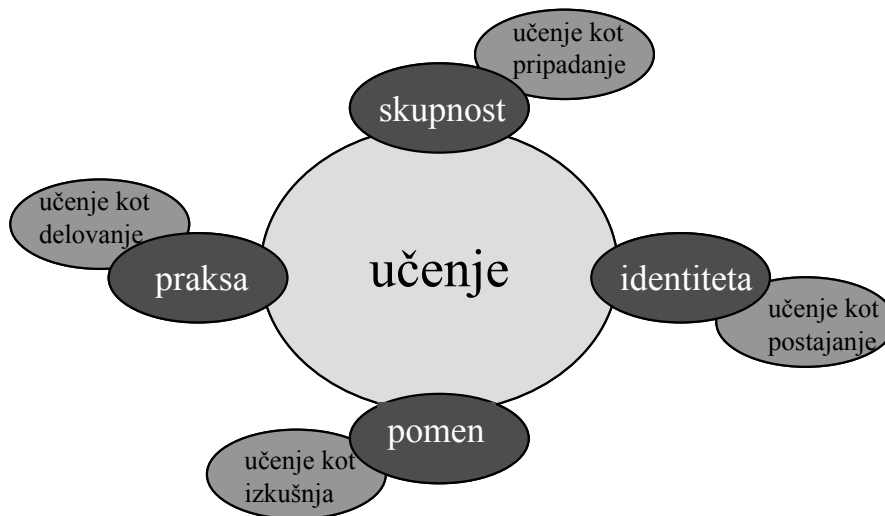 učenje kot
pripadanje
skupnost
učenje kot
delovanje
praksa
učenje
identiteta
učenje kot
postajanje
pomen
učenje kot
izkušnja